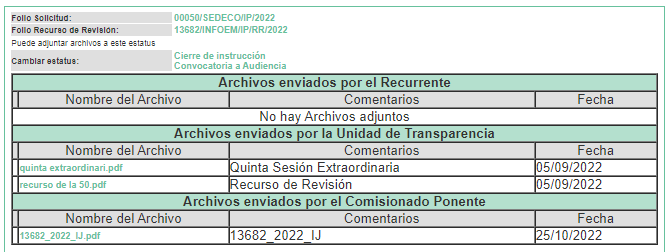 Folio Solicitud: 00050/SEDECO/IP/2022
Folio Recurso de Revisión: 13682/INFOEM/IP/RR/2022
Puede adjuntar archivos a este estatus
Cambiar estatus: Cierre de instrucción
Convocatoria a Audiencia
Archivos enviados por el Recurrente
Nombre del Archivo Comentarios Fecha
No hay Archivos adjuntos
Archivos enviados por la Unidad de Transparencia
Nombre del Archivo Comentarios Fecha
quinta extraordinari.pdf Quinta Sesión Extraordinaria 05/09/2022
recurso de la 50.pdf Recurso de Revisión 05/09/2022
Archivos enviados por el Comisionado Ponente
Nombre del Archivo Comentarios Fecha
13682_2022_IJ.pdf 13682_2022_IJ 25/10/2022